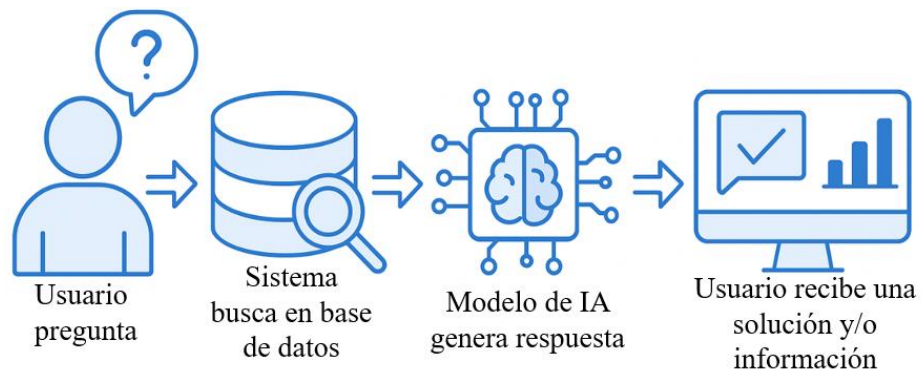 ?
Usuario
pregunta
Sistema
busca en base
de datos
Modelo de IA
genera respuesta
Usuario recibe una
solución y/o
información